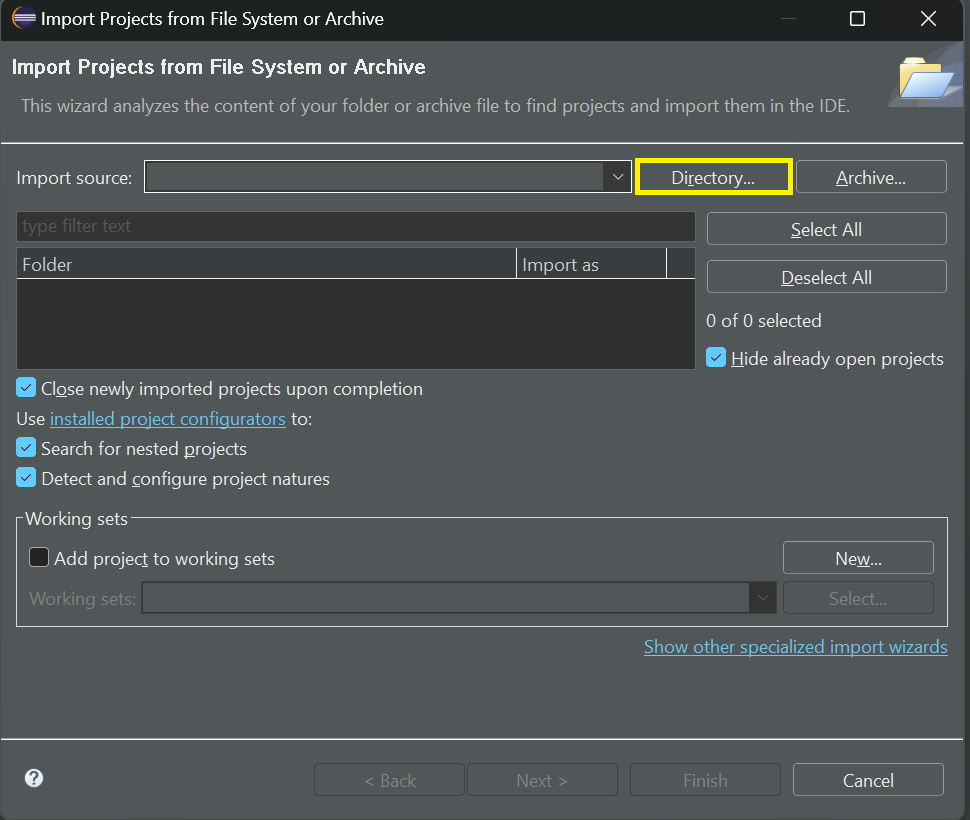 Import Projects from File System or Archive
Import Projects from File System or Archive
This wizard analyzes the content of your folder or archive file to find projects and import them in the IDE.
Import source: Directory... Archive...
type filter text Select All
Folder Import as
Deselect All
0 of 0 selected
Hide already open projects
Close newly imported projects upon completion
Use installed project configurators to:
Search for nested projects
Detect and configure project natures
Working sets
Add project to working sets New...
Working sets: Select...
Show other specialized import wizards
? < Back Next > Finish Cancel